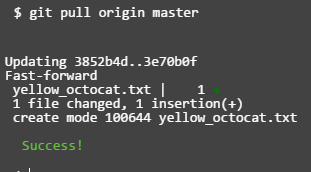 $ git pull origin master
Updating 3852b4d..3e70b0f
Fast-forward
yellow_octocat.txt | 1 +
1 file changed, 1 insertion(+)
create mode 100644 yellow_octocat.txt
Success!